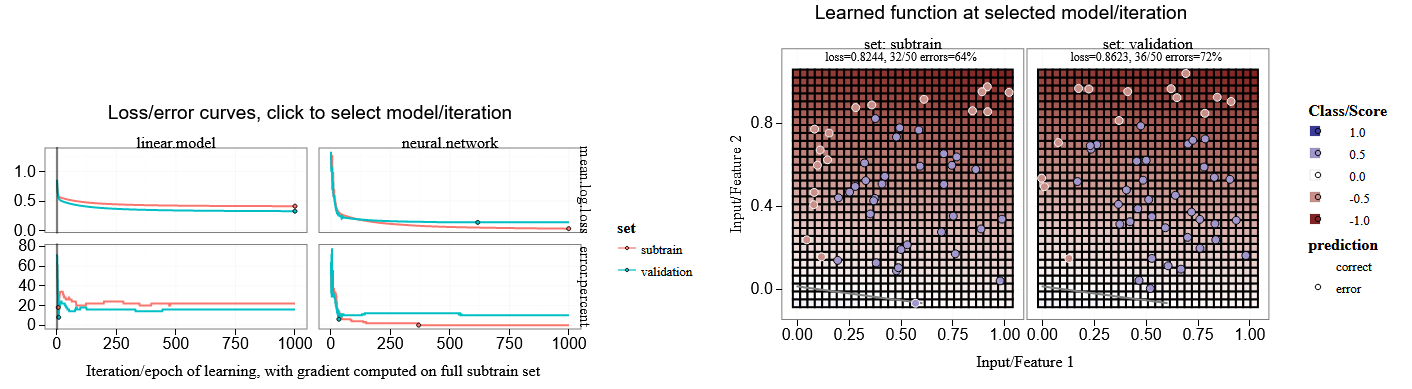 Loss/error curves, click to select model/iteration
linear.model
neural.network
1.0
0.5
0.0
mean.log.loss
80
60
40
20
0
error.percent
0
250
500
750
1000
0
250
500
750
1000
Iteration/epoch of learning, with gradient computed on full subtrain set
set
subtrain
validation
Learned function at selected model/iteration
set: subtrain
set: validation
loss=0.8244, 32/50 errors=64%
loss=0.8623, 36/50 errors=72%
Input/Feature 2
0.8
0.4
0.0
0.00
0.25
0.50
0.75
1.00
0.00
0.25
0.50
0.75
1.00
Input/Feature 1
Class/Score
1.0
0.5
0.0
-0.5
-1.0
prediction
correct
error